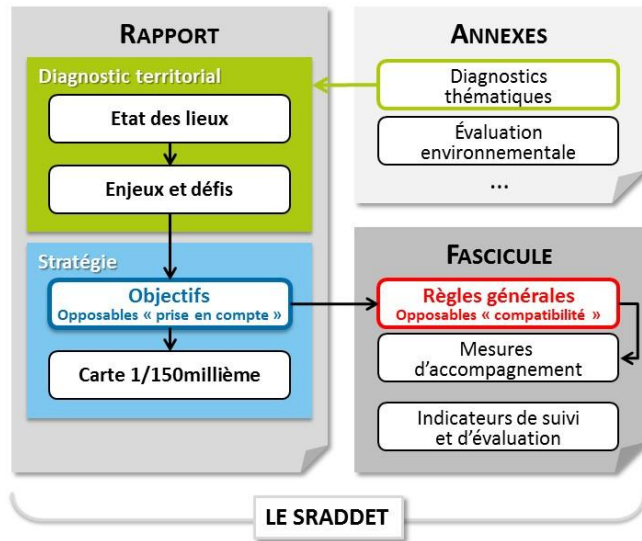 RAPPORT
Diagnostic territorial
Etat des lieux
Enjeux et défis
Stratégie
Objectifs
Opposables « prise en compte »
Carte 1/150millième
ANNEXES
Diagnostics
thématiques
Évaluation
environnementale
...
FASCICULE
Règles générales
Opposables « compatibilité »
Mesures
d'accompagnement
Indicateurs de suivi
et d'évaluation
LE SRADDET